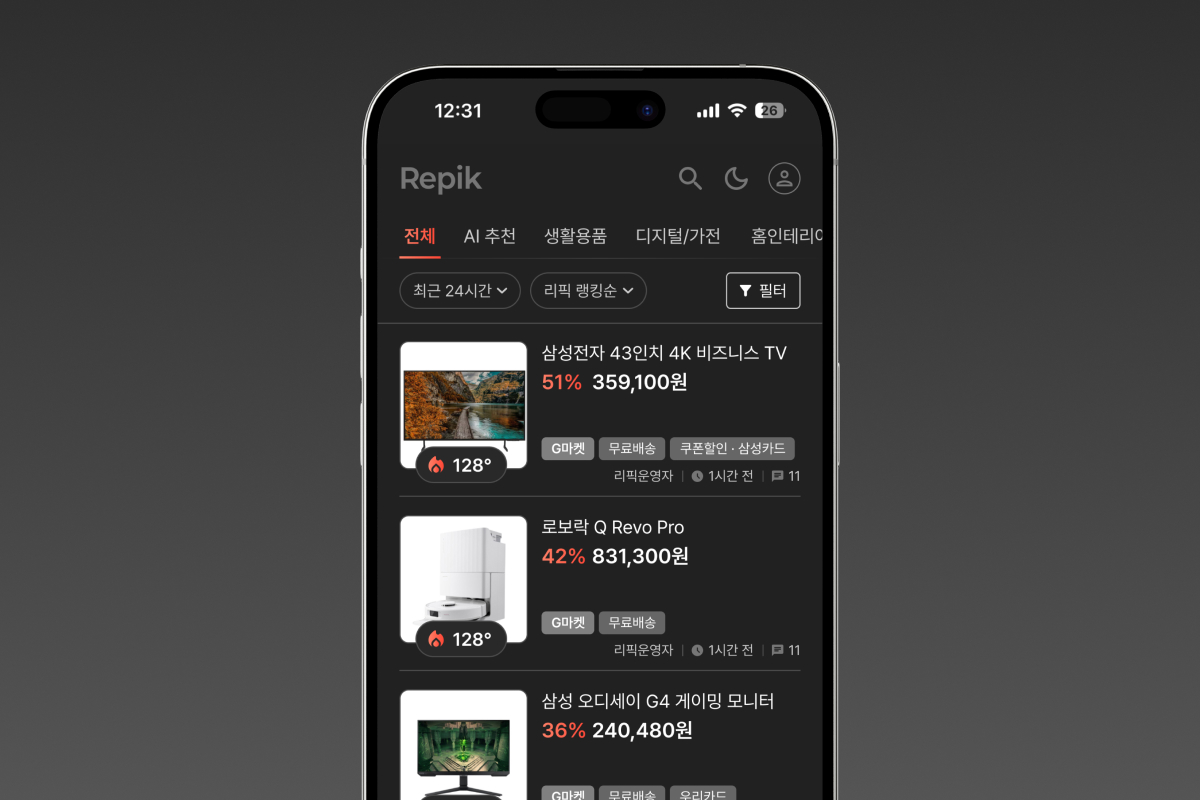 12:31 26
Repik
전체 AI 추천 생활용품 디지털/가전 홈인테리어
최근 24시간 리픽 랭킹순 필터
삼성전자 43인치 4K 비즈니스 TV
51% 359,100원
G마켓 무료배송 쿠폰할인 · 삼성카드
128°
리픽운영자 | 1시간 전 | 11
로보락 Q Revo Pro
42% 831,300원
G마켓 무료배송
128°
리픽운영자 | 1시간 전 | 11
삼성 오디세이 G4 게이밍 모니터
36% 240,480원
G마켓 무료배송 우리카드